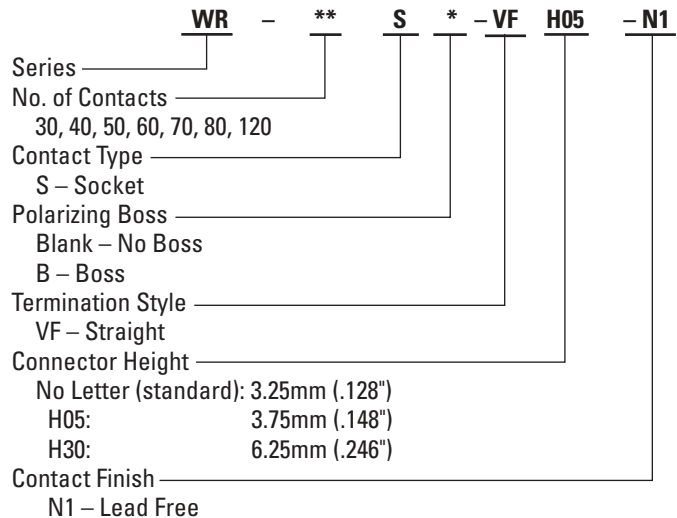 WR – ** S * – VF H05 – N1
Series
No. of Contacts
30, 40, 50, 60, 70, 80, 120
Contact Type
S – Socket
Polarizing Boss
Blank – No Boss
B – Boss
Termination Style
VF – Straight
Connector Height
No Letter (standard): 3.25mm (.128")
H05: 3.75mm (.148")
H30: 6.25mm (.246")
Contact Finish
N1 – Lead Free